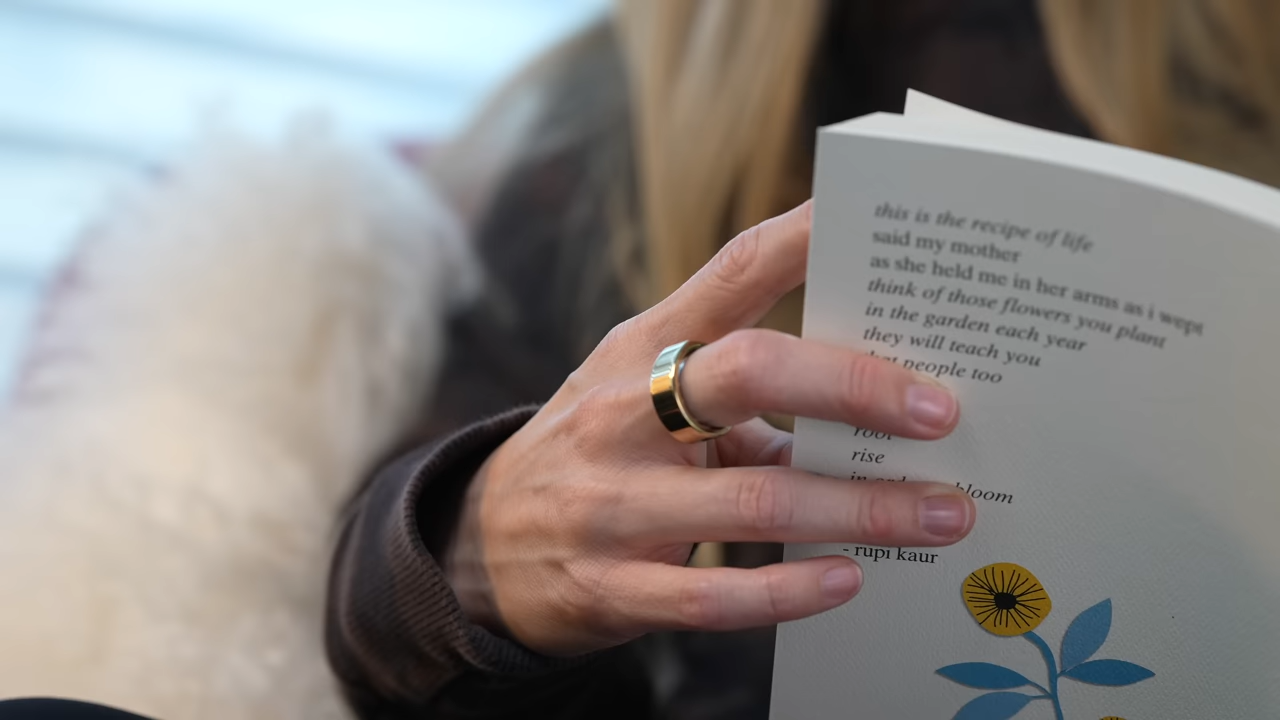 this is the recipe of life
said my mother
as she held me in her arms as i wept
think of those flowers you plant
in the garden each year
they will teach you
people too
root
rise
in bloom
- rupi kaur